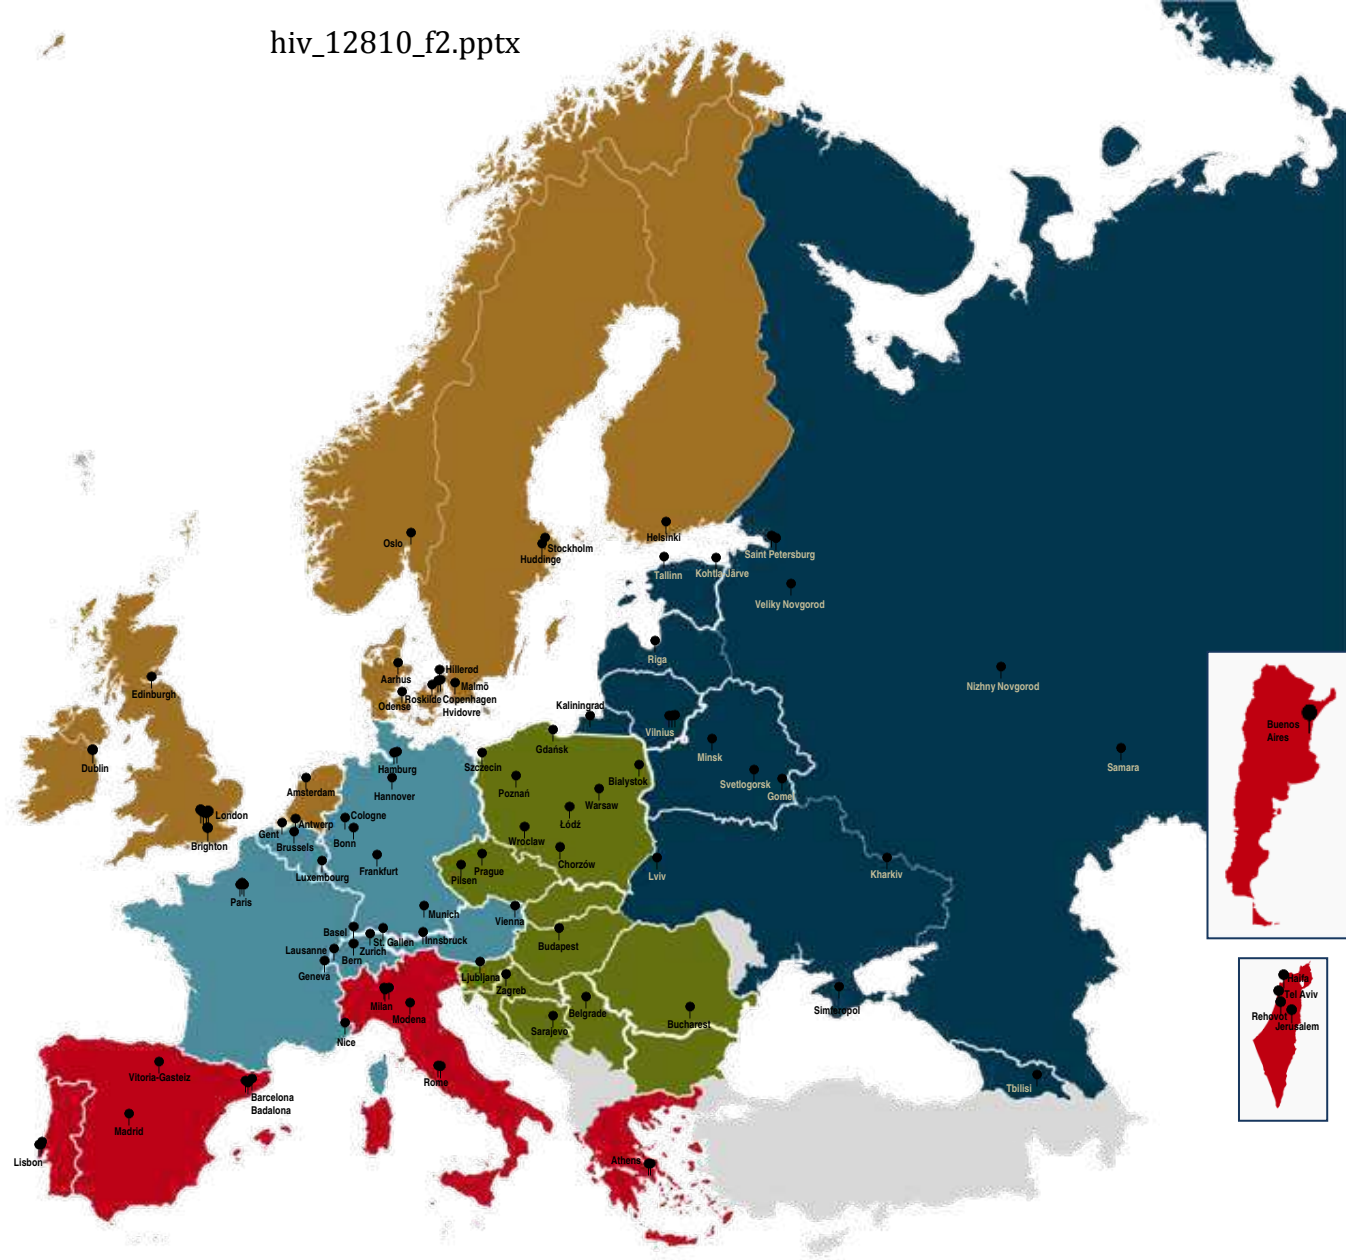 hiv_12810_f2.pptx
Helsinki
Oslo
Stockholm
Huddinge
Saint Petersburg
Tallinn
Kohtla Järve
Veliky Novgorod
Riga
Nizhny Novgorod
Hillerød
Aarhus
Malmö
Edinburgh
Roskilde
Copenhagen
Odense
Hvidovre
Kaliningrad
Vilnius
Buenos
Aires
Gdańsk
Minsk
Dublin
Hamburg
Szczecin
Bialystok
Samara
Svetlogorsk
Gomel
Amsterdam
Hannover
Poznań
Warsaw
London
Cologne
Antwerp
Łódź
Gent
Brighton
Brussels
Bonn
Wroclaw
Chorzów
Prague
Luxembourg
Frankfurt
Pilsen
Lviv
Kharkiv
Paris
Munich
Vienna
Basel
St. Gallen
Innsbruck
Budapest
Lausanne
Zurich
Bern
Geneva
Ljubljana
Zagreb
Haifa
Tel Aviv
Milan
Modena
Belgrade
Simferopol
Rehovot
Sarajevo
Bucharest
Jerusalem
Nice
Vitoria-Gasteiz
Rome
Tbilisi
Barcelona
Badalona
Madrid
Lisbon
Athens